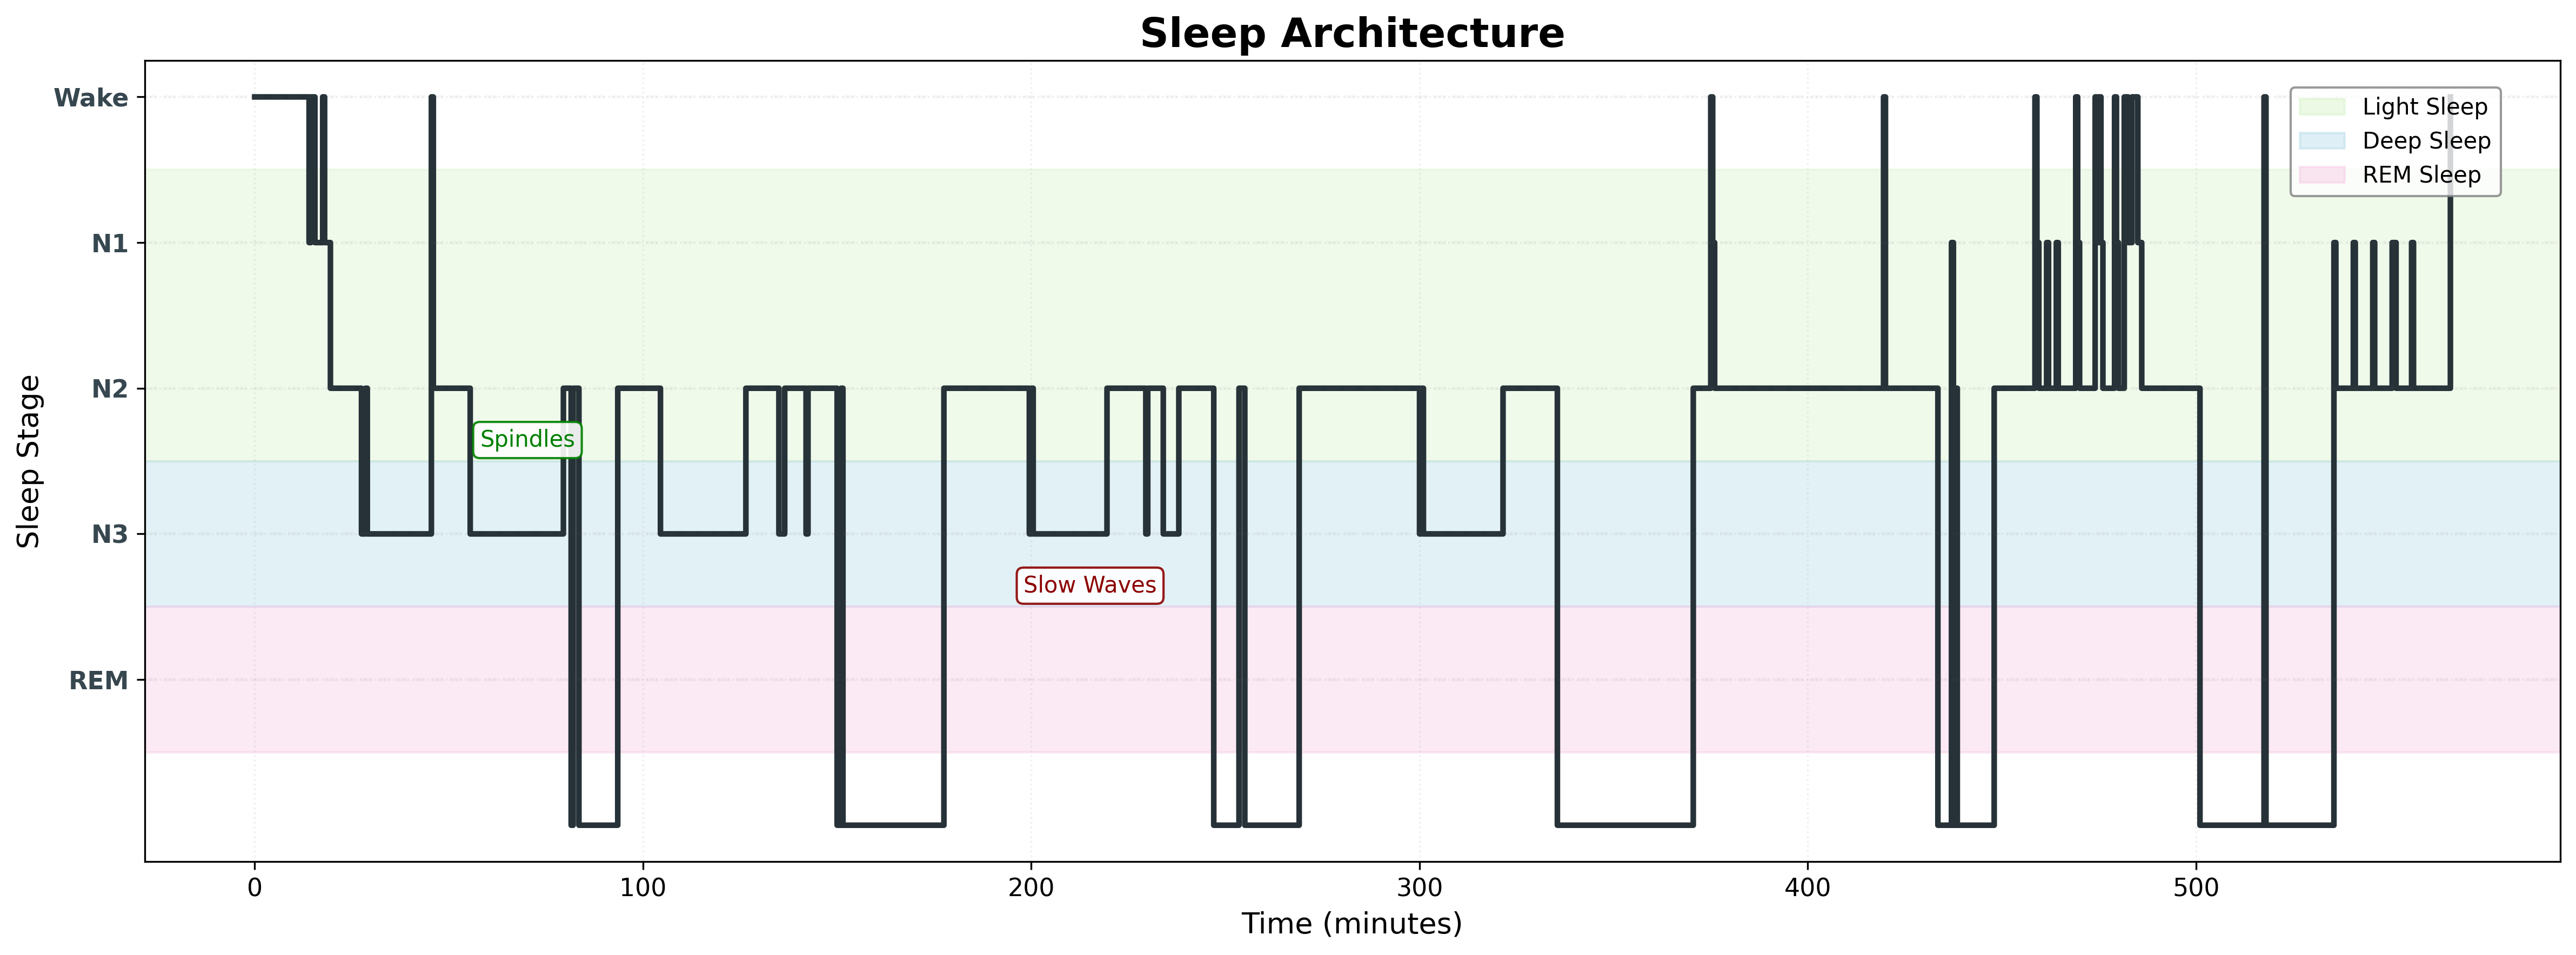 Sleep Architecture
Wake
N1
N2
N3
REM
Sleep Stage
Light Sleep
Deep Sleep
REM Sleep
Spindles
Slow Waves
0 100 200 300 400 500
Time (minutes)